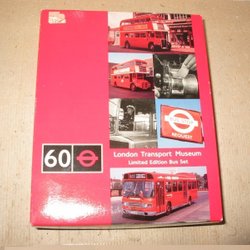 REQUEST
60
London Transport Museum
Limited Edition Bus Set